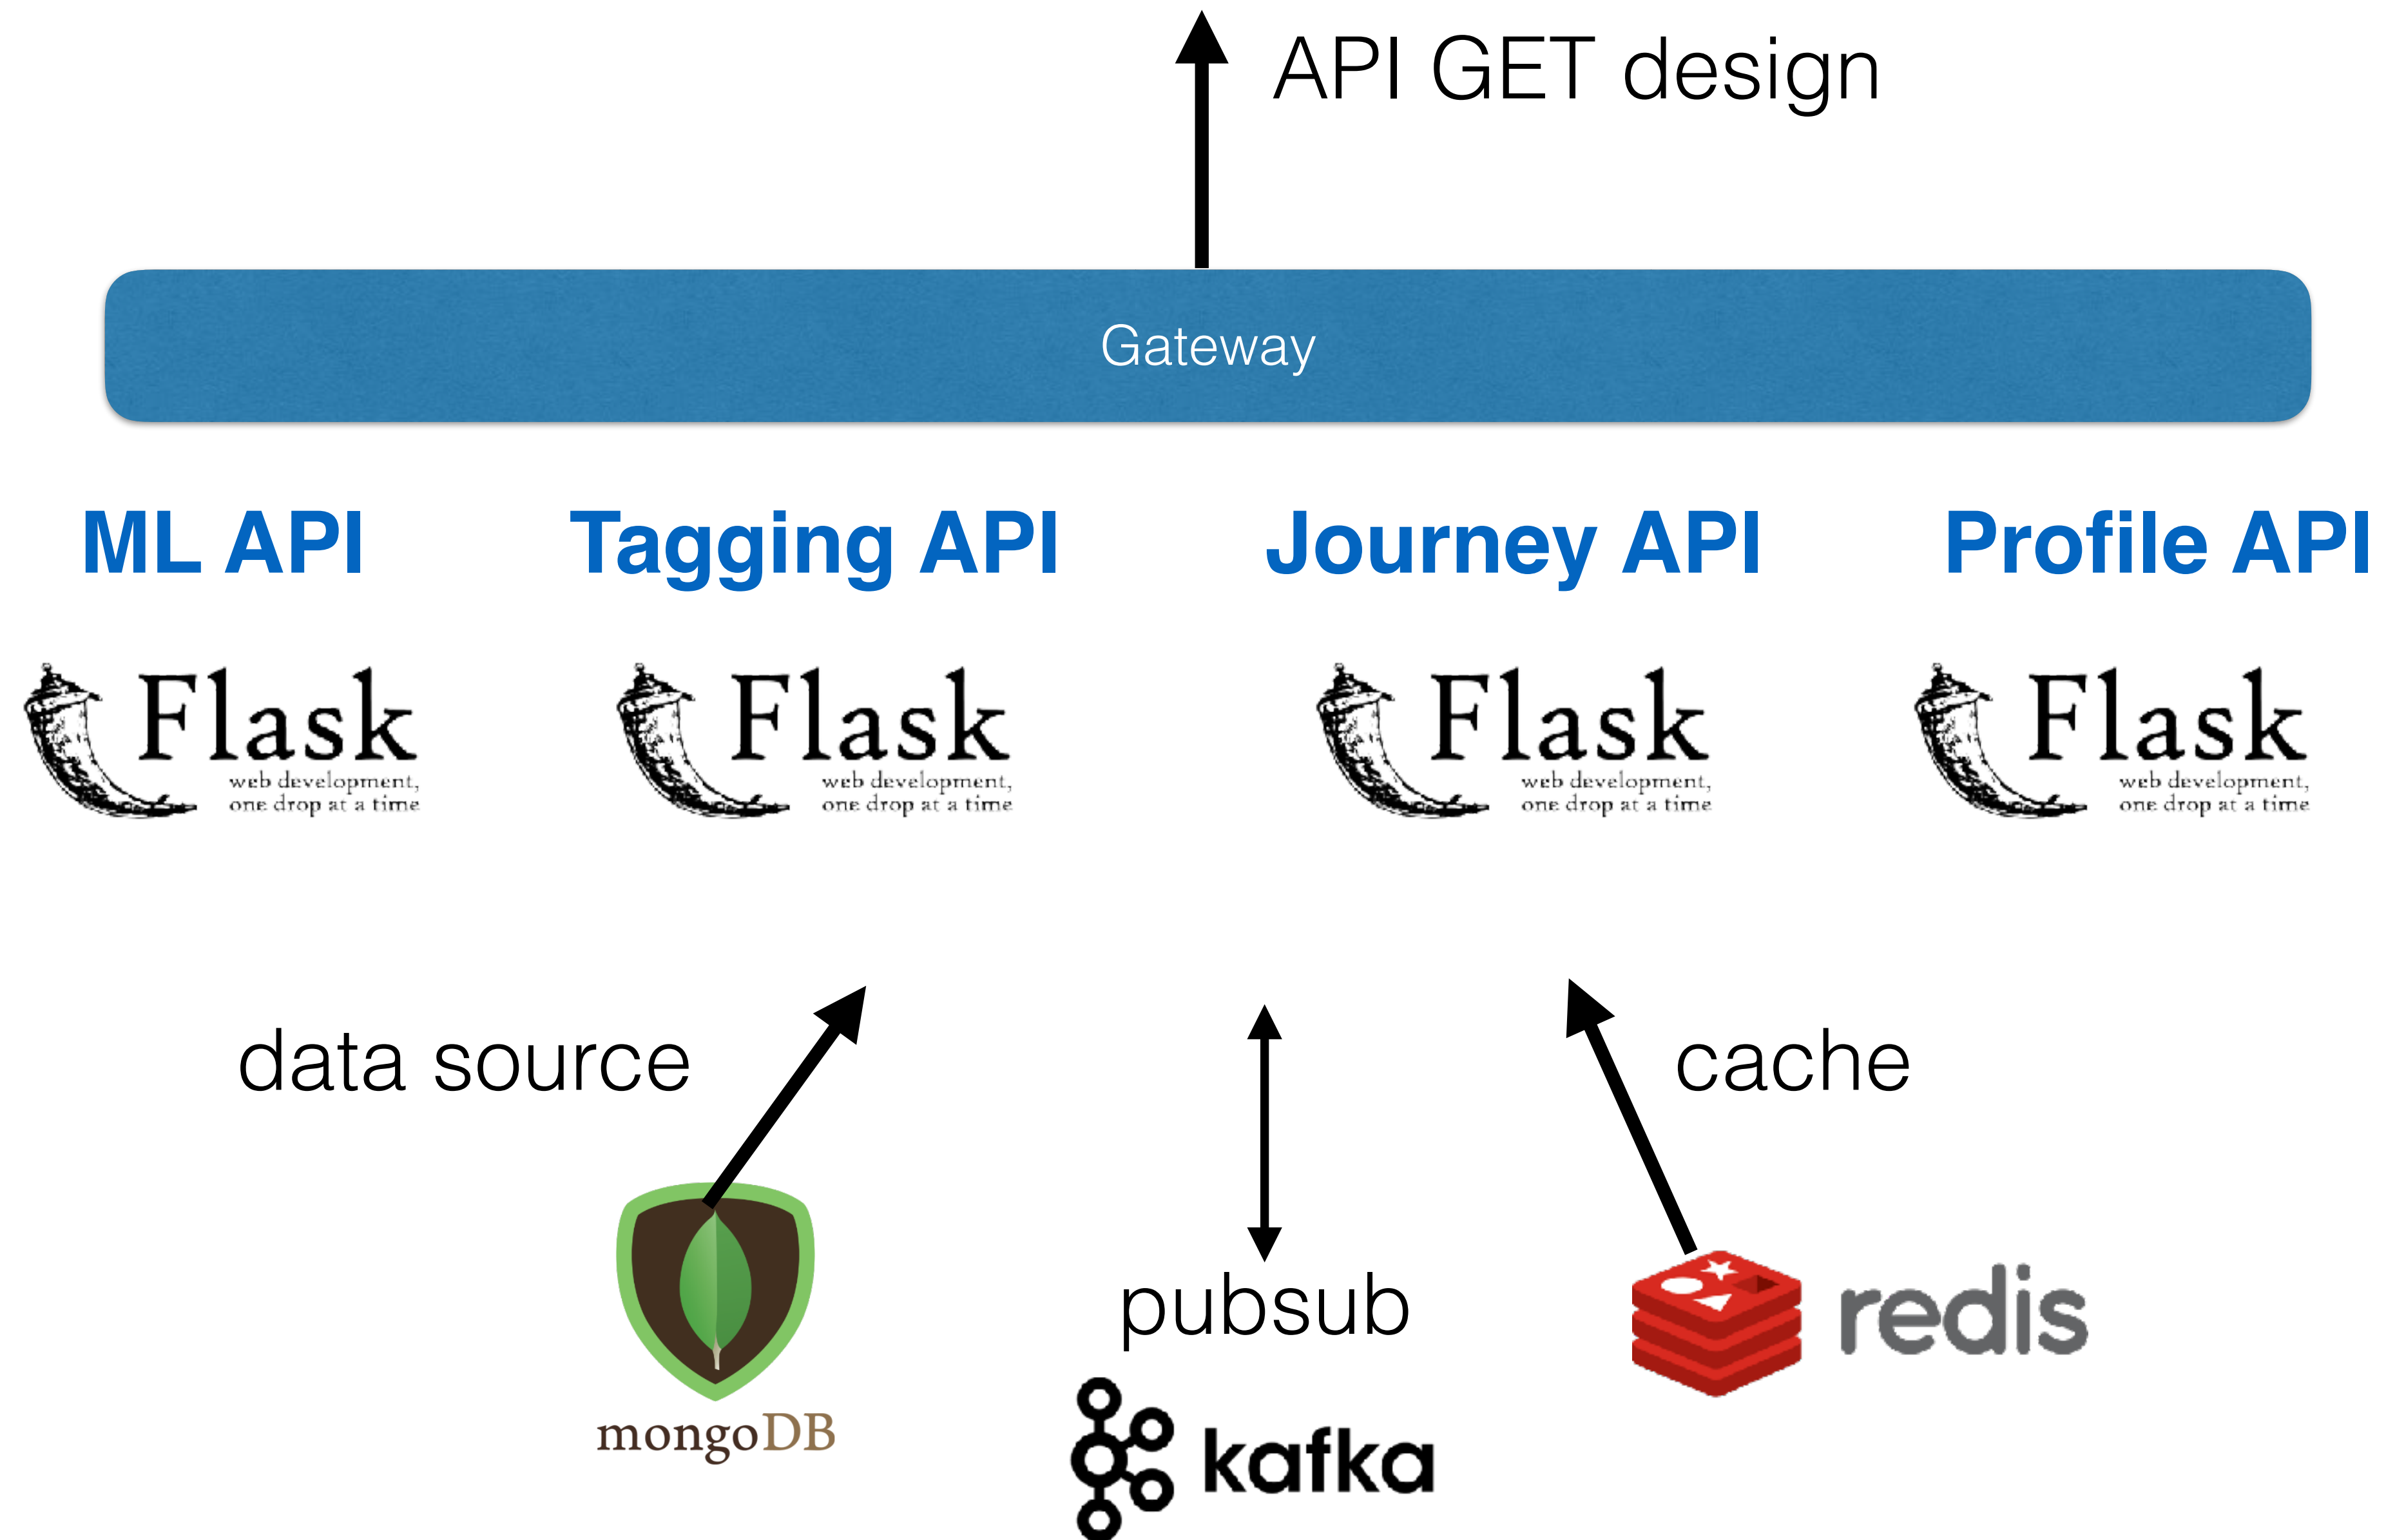 API GET design
Gateway
ML API
Tagging API
Journey API
Profile API
Flask
web development,
one drop at a time
Flask
web development,
one drop at a time
Flask
web development,
one drop at a time
Flask
web development,
one drop at a time
data source
cache
pubsub
redis
mongoDB
kafka